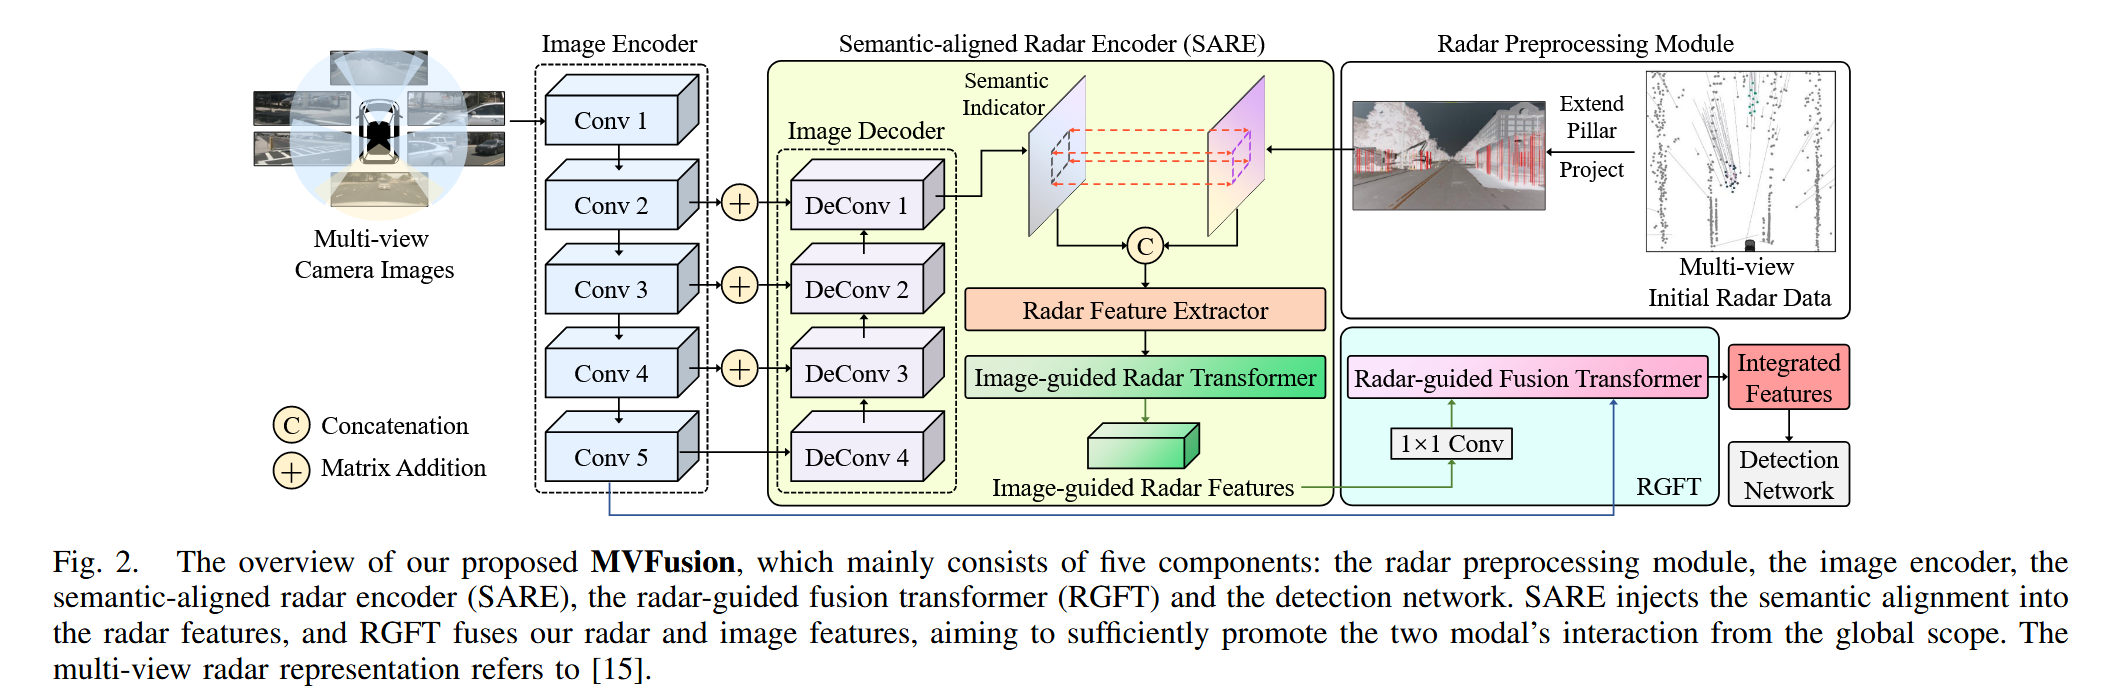 Image Encoder
Semantic-aligned Radar Encoder (SARE)
Radar Preprocessing Module
Multi-view
Camera Images
Conv 1
Conv 2
Conv 3
Conv 4
Conv 5
+
+
+
Image Decoder
DeConv 1
DeConv 2
DeConv 3
DeConv 4
Semantic
Indicator
C
Radar Feature Extractor
Image-guided Radar Transformer
Image-guided Radar Features
Extend
Pillar
Project
Multi-view
Initial Radar Data
Radar-guided Fusion Transformer
1×1 Conv
RGFT
Integrated
Features
Detection
Network
C Concatenation
+ Matrix Addition
Fig. 2. The overview of our proposed MVFusion, which mainly consists of five components: the radar preprocessing module, the image encoder, the
semantic-aligned radar encoder (SARE), the radar-guided fusion transformer (RGFT) and the detection network. SARE injects the semantic alignment into
the radar features, and RGFT fuses our radar and image features, aiming to sufficiently promote the two modal's interaction from the global scope. The
multi-view radar representation refers to [15].